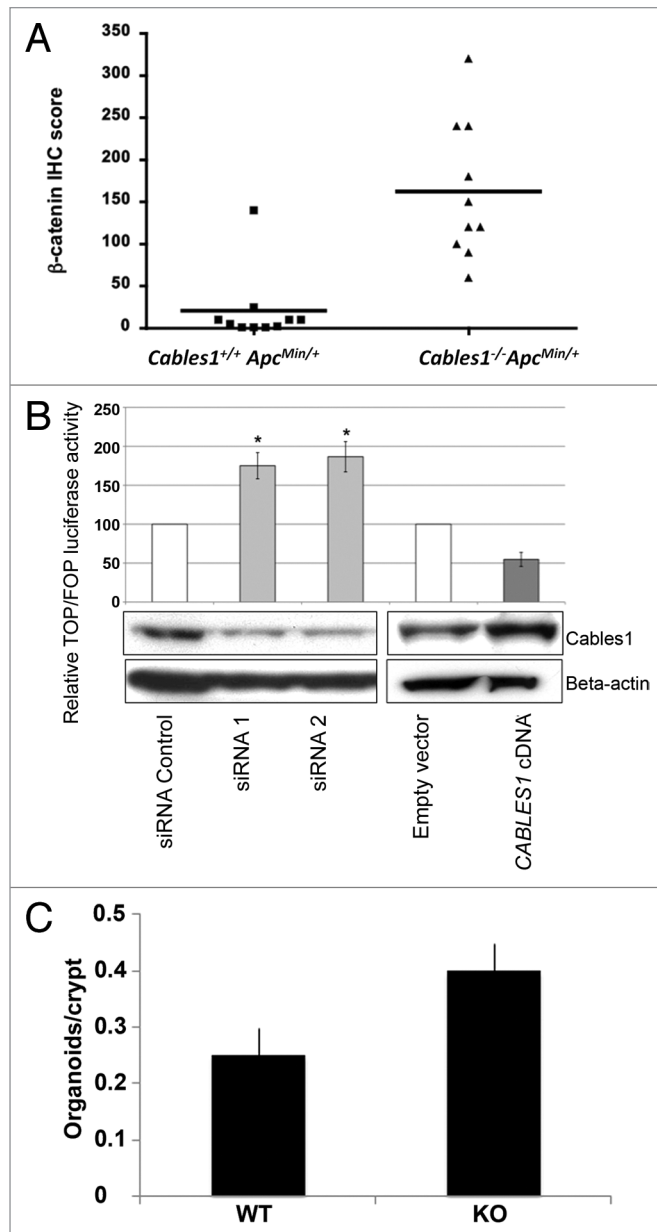 A
β-catenin IHC score
350
300
250
200
150
100
50
0
Cables1+/+ ApcMin/+
Cables1-/-ApcMin/+
B
Relative TOP/FOP luciferase activity
250
200
150
100
50
0
*
*
Cables1
Beta-actin
siRNA Control
siRNA 1
siRNA 2
Empty vector
CABLES1 cDNA
C
Organoids/crypt
0.5
0.4
0.3
0.2
0.1
0
WT
KO